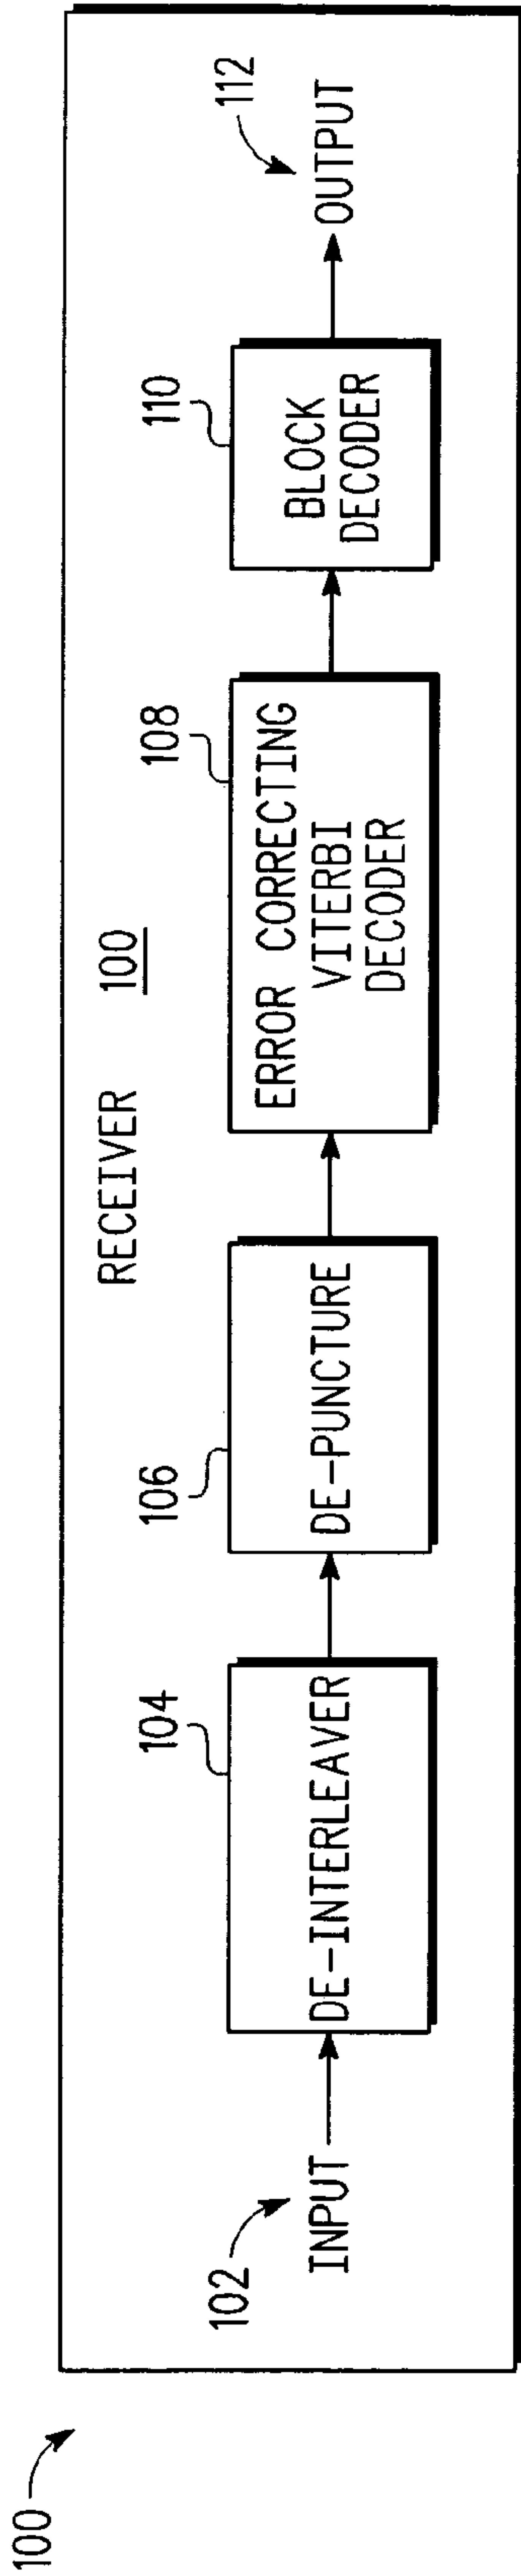 100
RECEIVER 100
102
INPUT
104
DE-INTERLEAVER
106
DE-PUNCTURE
108
ERROR CORRECTING
VITERBI
DECODER
110
BLOCK
DECODER
112
OUTPUT